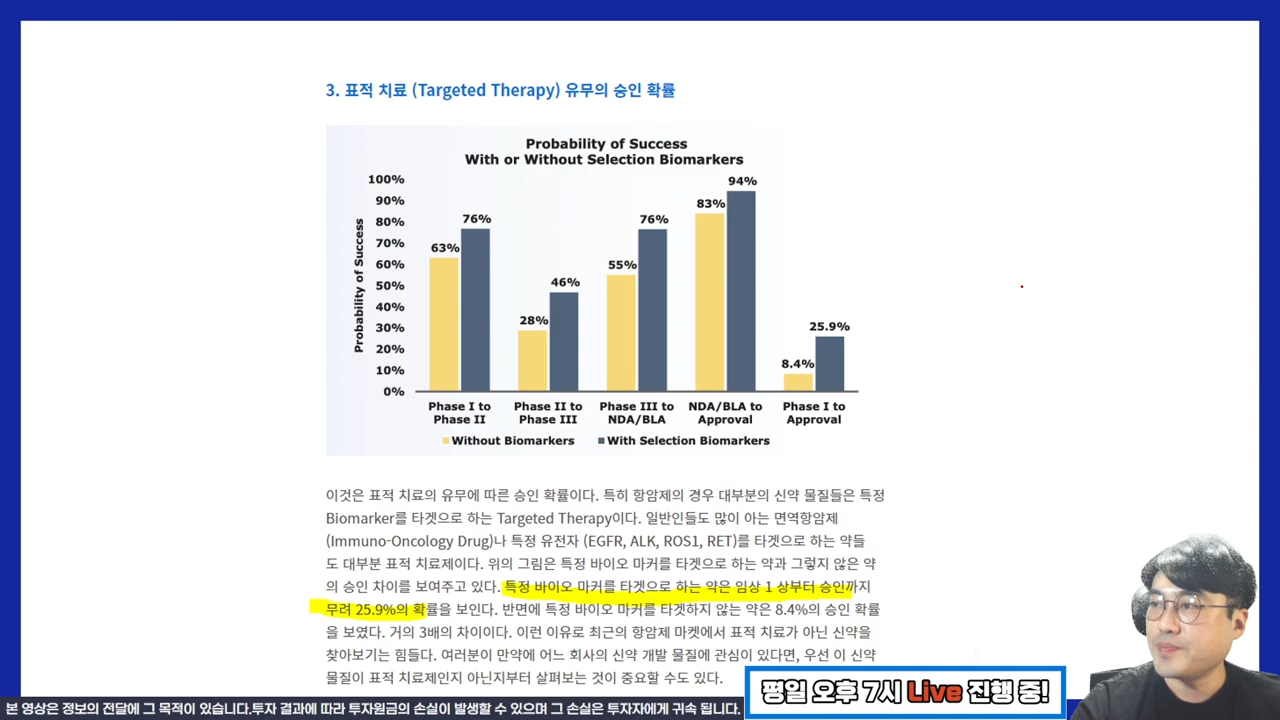 3. 표적 치료 (Targeted Therapy) 유무의 승인 확률
Probability of Success
With or Without Selection Biomarkers
Probability of Success
100%
90%
80%
70%
60%
50%
40%
30%
20%
10%
0%
63%
76%
28%
46%
55%
76%
83%
94%
8.4%
25.9%
Phase I to
Phase II
Phase II to
Phase III
Phase III to
NDA/BLA
NDA/BLA to
Approval
Phase I to
Approval
Without Biomarkers
With Selection Biomarkers
이것은 표적 치료의 유무에 따른 승인 확률이다. 특히 항암제의 경우 대부분의 신약 물질들은 특정
Biomarker를 타겟으로 하는 Targeted Therapy이다. 일반인들도 많이 아는 면역항암제
(Immuno-Oncology Drug)나 특정 유전자 (EGFR, ALK, ROS1, RET)를 타겟으로 하는 약들
도 대부분 표적 치료제이다. 위의 그림은 특정 바이오 마커를 타겟으로 하는 약과 그렇지 않은 약
의 승인 차이를 보여주고 있다. 특정 바이오 마커를 타겟으로 하는 약은 임상 1 상부터 승인까지
무려 25.9%의 확률을 보인다. 반면에 특정 바이오 마커를 타겟하지 않는 약은 8.4%의 승인 확률
을 보였다. 거의 3배의 차이이다. 이런 이유로 최근의 항암제 마켓에서 표적 치료가 아닌 신약을
찾아보기는 힘들다. 여러분이 만약에 어느 회사의 신약 개발 물질에 관심이 있다면, 우선 이 신약
물질이 표적 치료제인지 아닌지부터 살펴보는 것이 중요할 수도 있다.
평일 오후 7시 Live 진행 중!
본 영상은 정보의 전달에 그 목적이 있습니다.투자 결과에 따라 투자원금의 손실이 발생할 수 있으며 그 손실은 투자자에게 귀속 됩니다.